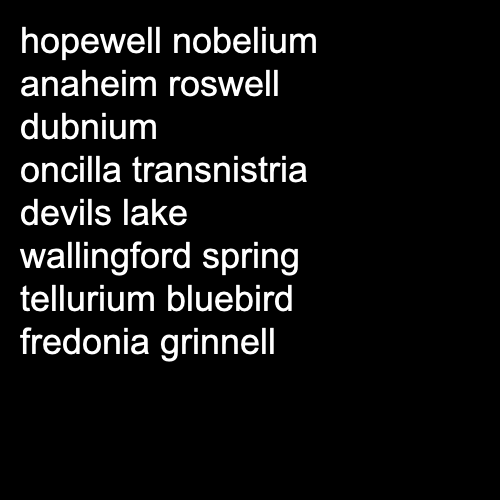 hopewell nobelium
anaheim roswell
dubnium
oncilla transnistria
devils lake
wallingford spring
tellurium bluebird
fredonia grinnell